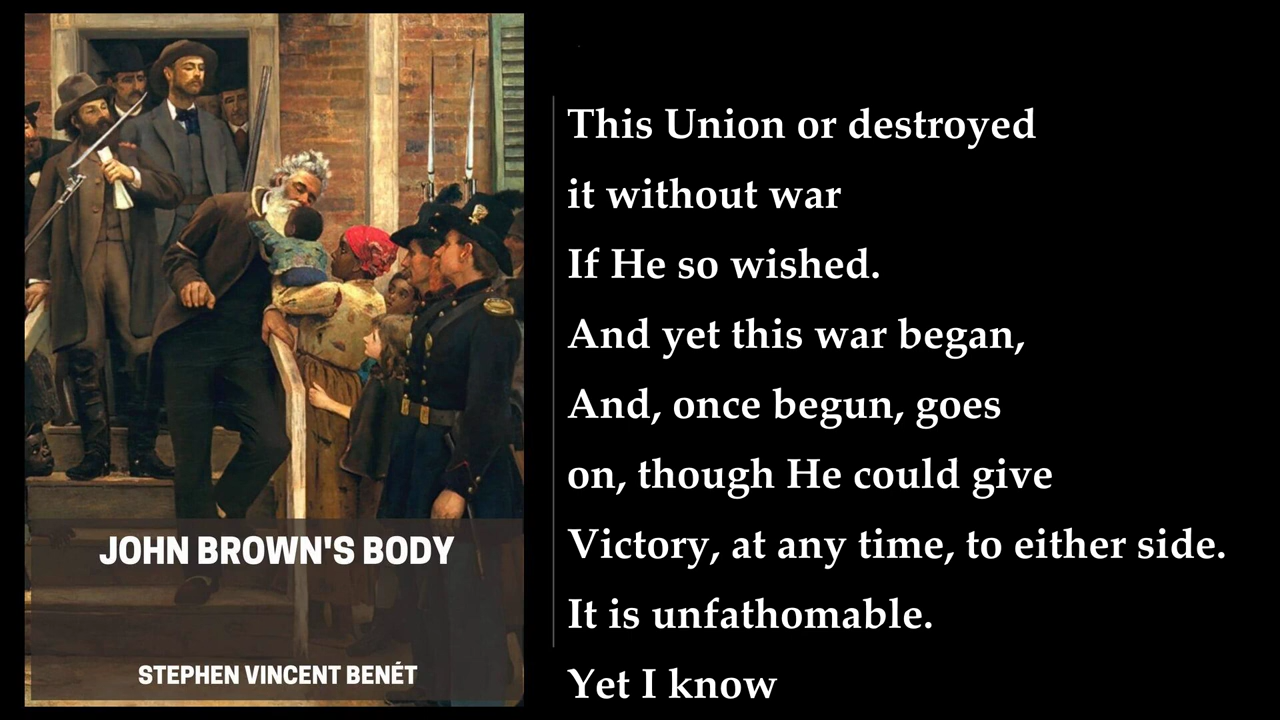 JOHN BROWN'S BODY
STEPHEN VINCENT BENÉT
This Union or destroyed
it without war
If He so wished.
And yet this war began,
And, once begun, goes
on, though He could give
Victory, at any time, to either side.
It is unfathomable.
Yet I know